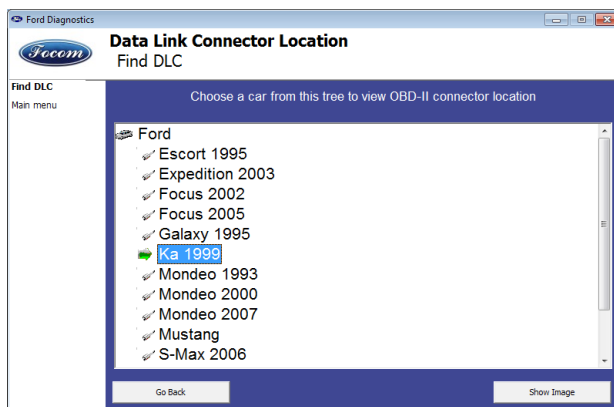 Ford Diagnostics
Focom
Data Link Connector Location
Find DLC
Find DLC
Main menu
Choose a car from this tree to view OBD-II connector location
Ford
Escort 1995
Expedition 2003
Focus 2002
Focus 2005
Galaxy 1995
Ka 1999
Mondeo 1993
Mondeo 2000
Mondeo 2007
Mustang
S-Max 2006
Go Back
Show Image